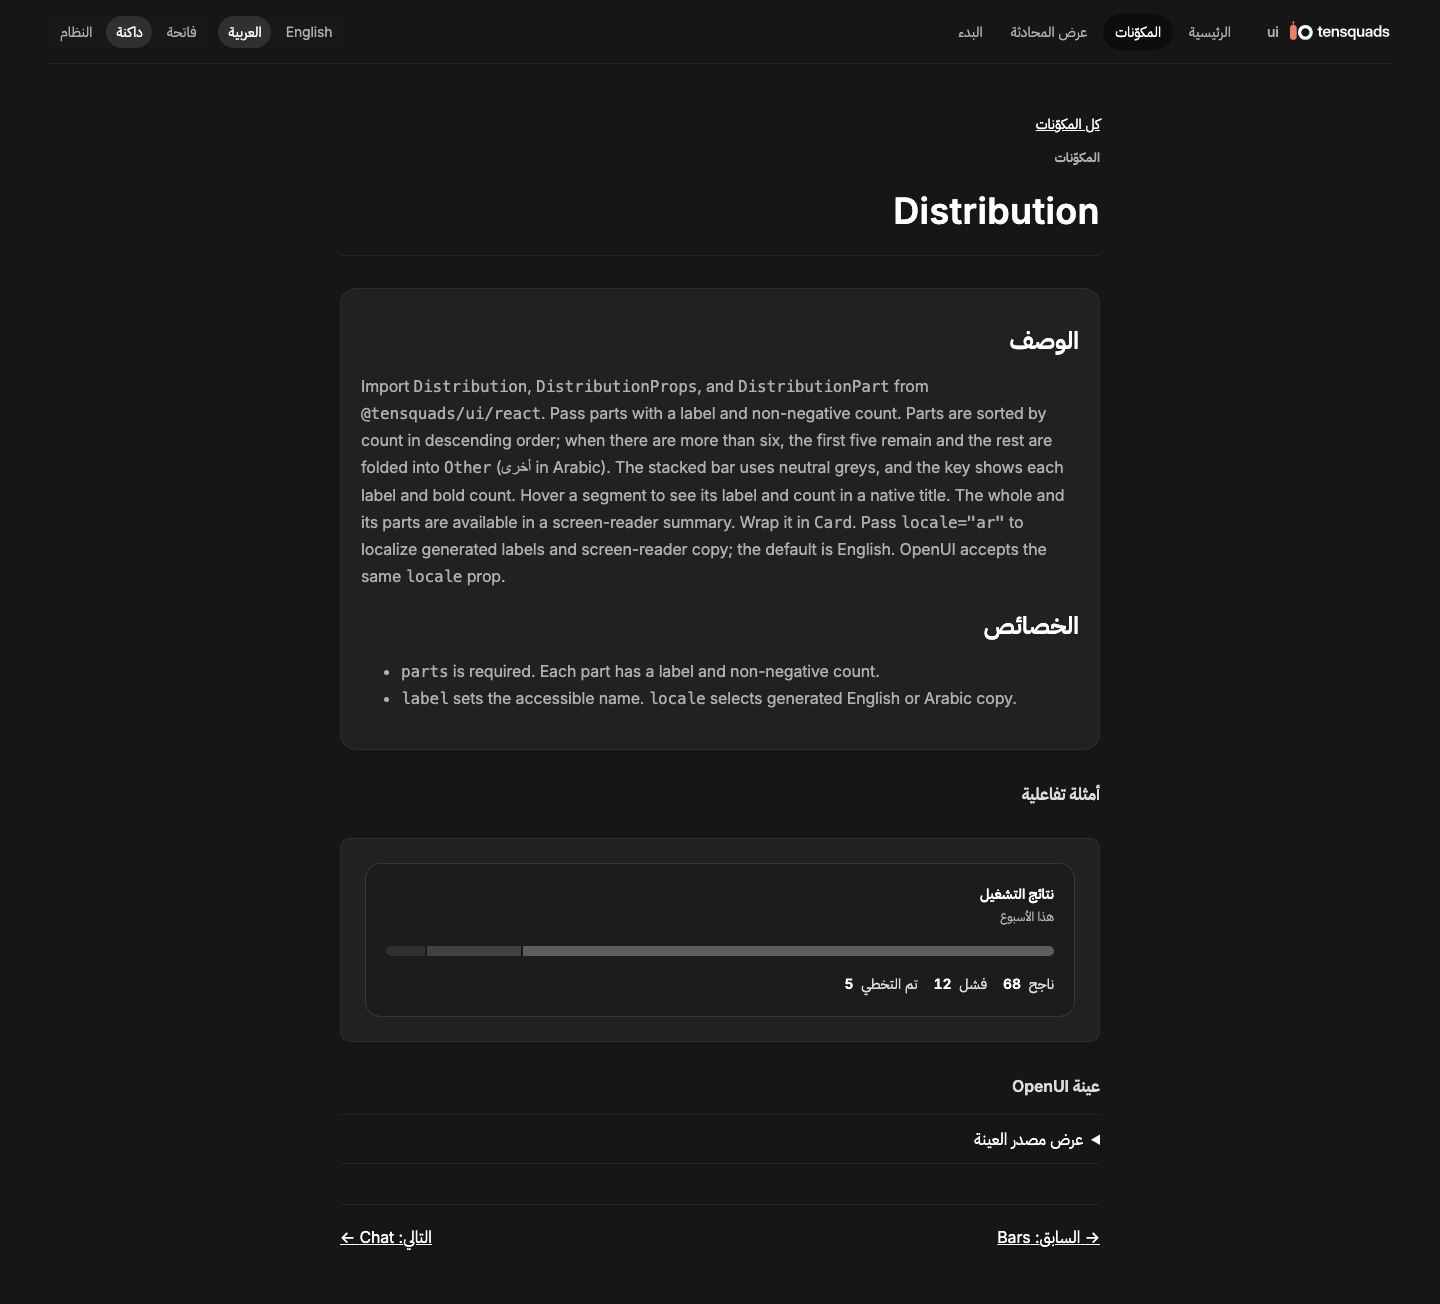 tensquads ui
الرئيسية
المكوّنات
عرض المحادثة
البدء
English
العربية
فاتحة
داكنة
النظام
كل المكوّنات
المكوّنات
Distribution
الوصف
Import Distribution, DistributionProps, and DistributionPart from
@tensquads/ui/react. Pass parts with a label and non-negative count. Parts are sorted by
count in descending order; when there are more than six, the first five remain and the rest are
folded into Other (أخرى in Arabic). The stacked bar uses neutral greys, and the key shows each
label and bold count. Hover a segment to see its label and count in a native title. The whole and
its parts are available in a screen-reader summary. Wrap it in Card. Pass locale="ar" to
localize generated labels and screen-reader copy; the default is English. OpenUI accepts the
same locale prop.
الخصائص
• parts is required. Each part has a label and non-negative count.
• label sets the accessible name. locale selects generated English or Arabic copy.
أمثلة تفاعلية
نتائج التشغيل
هذا الأسبوع
ناجح 68 فشل 12 تم التخطي 5
عينة OpenUI
عرض مصدر العينة
→ السابق: Bars
التالي: Chat ←